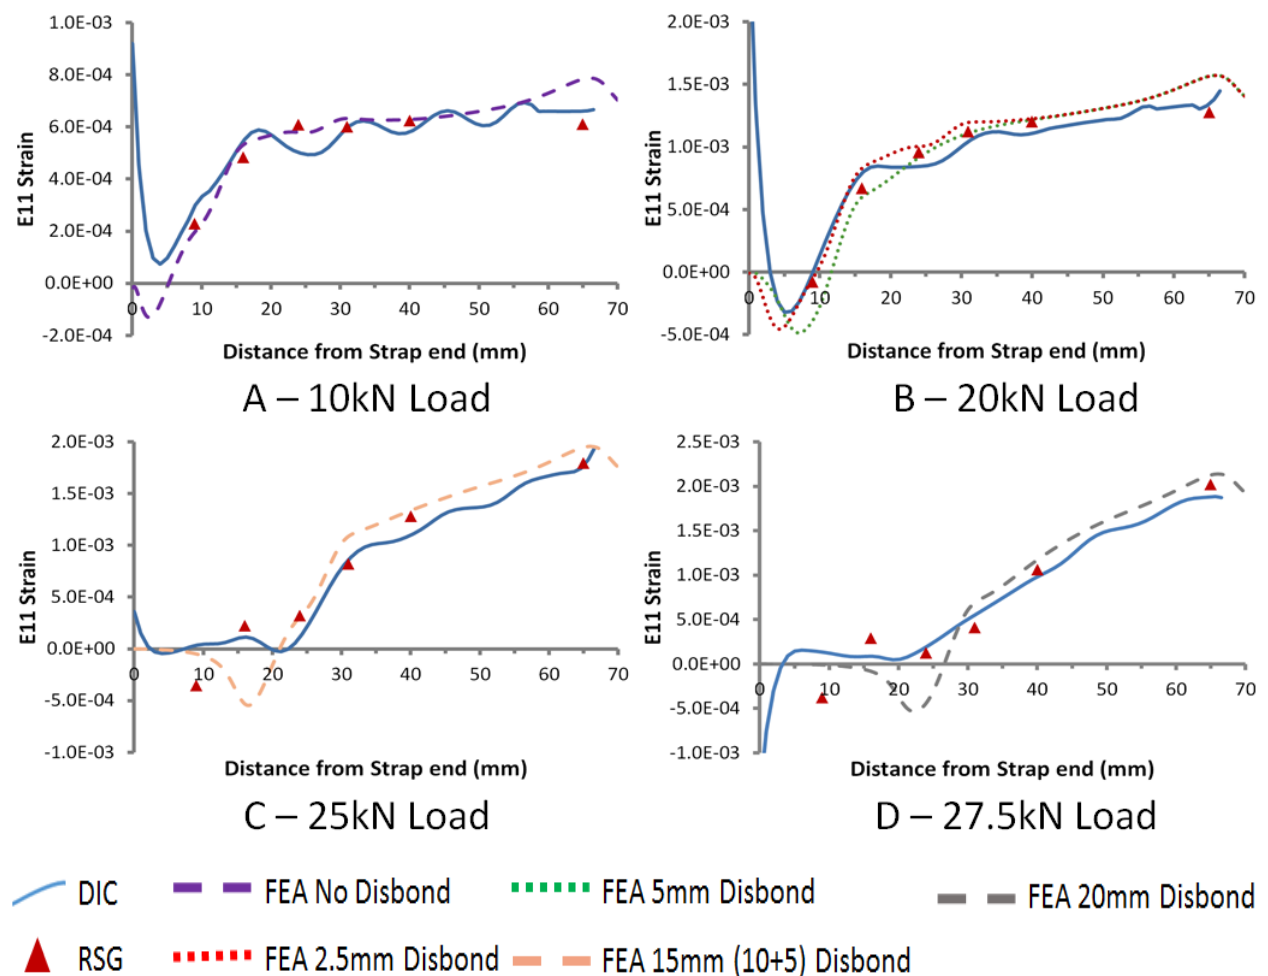 1.0E-03
8.0E-04
6.0E-04
4.0E-04
2.0E-04
0.0E+00
-2.0E-04
E11 Strain
0 10 20 30 40 50 60 70
Distance from Strap end (mm)
A – 10kN Load
2.0E-03
1.5E-03
1.0E-03
5.0E-04
0.0E+00
-5.0E-04
E11 Strain
0 10 20 30 40 50 60 70
Distance from Strap end (mm)
B – 20kN Load
2.0E-03
1.5E-03
1.0E-03
5.0E-04
0.0E+00
-5.0E-04
-1.0E-03
E11 Strain
0 10 20 30 40 50 60 70
Distance from Strap end (mm)
C – 25kN Load
2.5E-03
2.0E-03
1.5E-03
1.0E-03
5.0E-04
0.0E+00
-5.0E-04
-1.0E-03
E11 Strain
0 10 20 30 40 50 60 70
Distance from Strap end (mm)
D – 27.5kN Load
DIC FEA No Disbond FEA 5mm Disbond FEA 20mm Disbond
RSG FEA 2.5mm Disbond FEA 15mm (10+5) Disbond